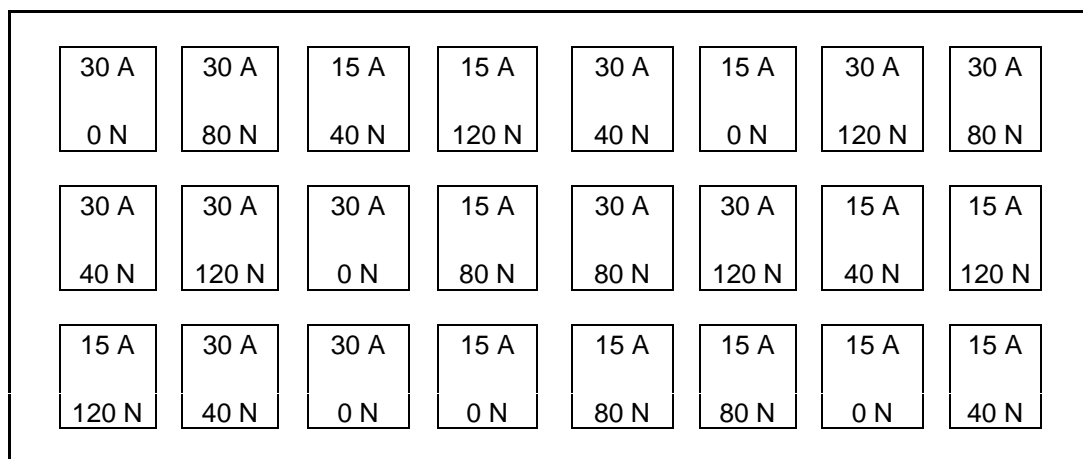 30 A 30 A 15 A 15 A 30 A 15 A 30 A 30 A
0 N 80 N 40 N 120 N 40 N 0 N 120 N 80 N
30 A 30 A 30 A 15 A 30 A 30 A 15 A 15 A
40 N 120 N 0 N 80 N 80 N 120 N 40 N 120 N
15 A 30 A 30 A 15 A 15 A 15 A 15 A 15 A
120 N 40 N 0 N 0 N 80 N 80 N 0 N 40 N